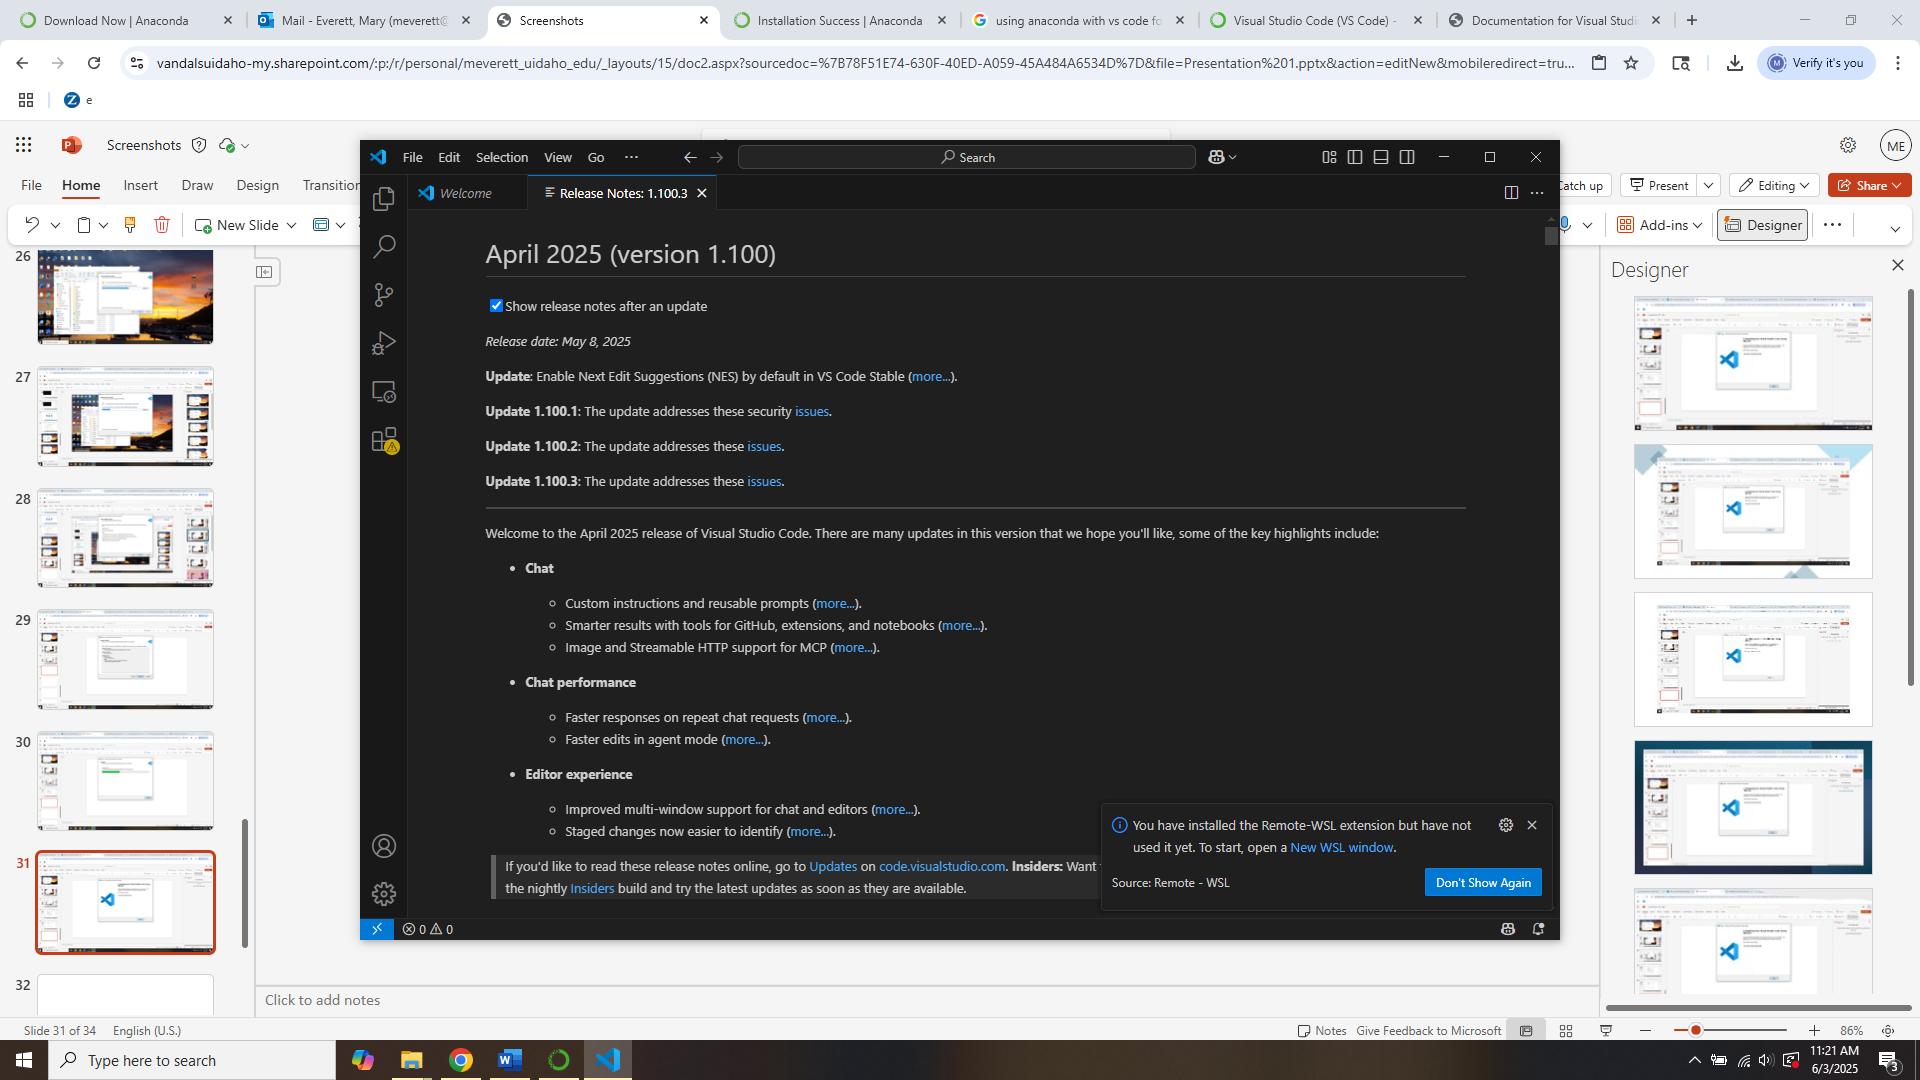 Download Now | Anaconda
Mail - Everett, Mary (meverett@
Screenshots
Installation Success | Anaconda
using anaconda with vs code fo
Visual Studio Code (VS Code) -
Documentation for Visual Studi
vandalsuidaho-my.sharepoint.com/:p:/r/personal/meverett_uidaho_edu/_layouts/15/doc2.aspx?sourcedoc=%7B78F51E74-630F-40ED-A059-45A484A6534D%7D&file=Presentation%201.pptx&action=editNew&mobileredirect=tru...
M
Verify it's you
e
Screenshots
ME
File
Home
Insert
Draw
Design
Transition
Catch up
Present
Editing
Share
New Slide
Add-ins
Designer
File
Edit
Selection
View
Go
Search
Welcome
Release Notes: 1.100.3
April 2025 (version 1.100)
Show release notes after an update
Release date: May 8, 2025
Update: Enable Next Edit Suggestions (NES) by default in VS Code Stable (more...).
Update 1.100.1: The update addresses these security issues.
Update 1.100.2: The update addresses these issues.
Update 1.100.3: The update addresses these issues.
Welcome to the April 2025 release of Visual Studio Code. There are many updates in this version that we hope you'll like, some of the key highlights include:
• Chat
Custom instructions and reusable prompts (more...).
Smarter results with tools for GitHub, extensions, and notebooks (more...).
Image and Streamable HTTP support for MCP (more...).
• Chat performance
Faster responses on repeat chat requests (more...).
Faster edits in agent mode (more...).
• Editor experience
Improved multi-window support for chat and editors (more...).
Staged changes now easier to identify (more...).
If you'd like to read these release notes online, go to Updates on code.visualstudio.com. Insiders: Want
the nightly Insiders build and try the latest updates as soon as they are available.
You have installed the Remote-WSL extension but have not
used it yet. To start, open a New WSL window.
Source: Remote - WSL
Don't Show Again
0
0
26
27
28
29
30
31
32
Designer
Click to add notes
Slide 31 of 34
English (U.S.)
Notes
Give Feedback to Microsoft
86%
Type here to search
11:21 AM
6/3/2025
3